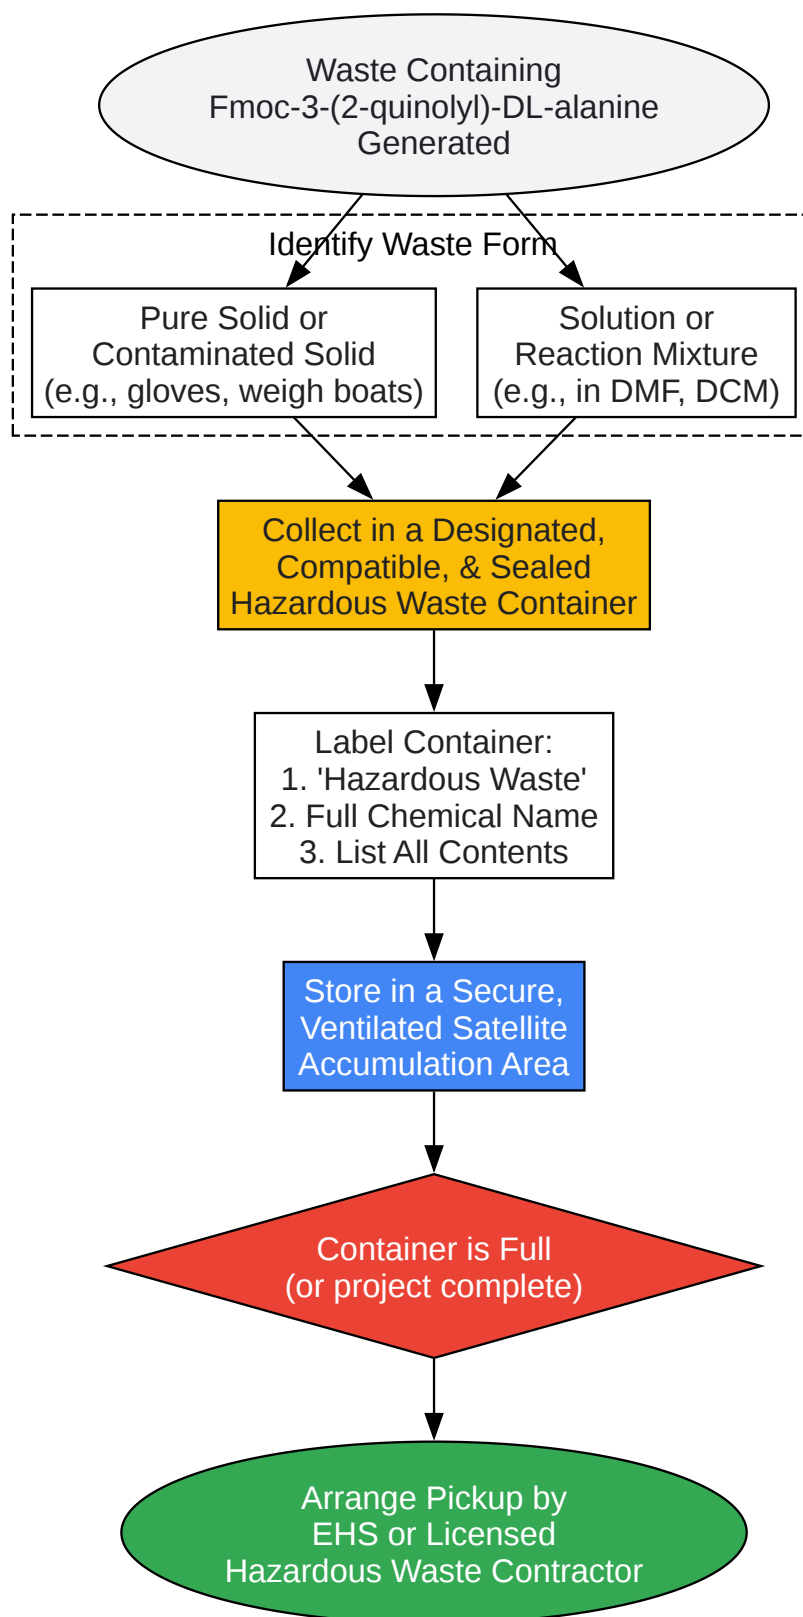 Waste Containing
Fmoc-3-(2-quinolyl)-DL-alanine
Generated
Identify Waste Form
Pure Solid or
Contaminated Solid
(e.g., gloves, weigh boats)
Solution or
Reaction Mixture
(e.g., in DMF, DCM)
Collect in a Designated,
Compatible, & Sealed
Hazardous Waste Container
Label Container:
1. 'Hazardous Waste'
2. Full Chemical Name
3. List All Contents
Store in a Secure,
Ventilated Satellite
Accumulation Area
Container is Full
(or project complete)
Arrange Pickup by
EHS or Licensed
Hazardous Waste Contractor